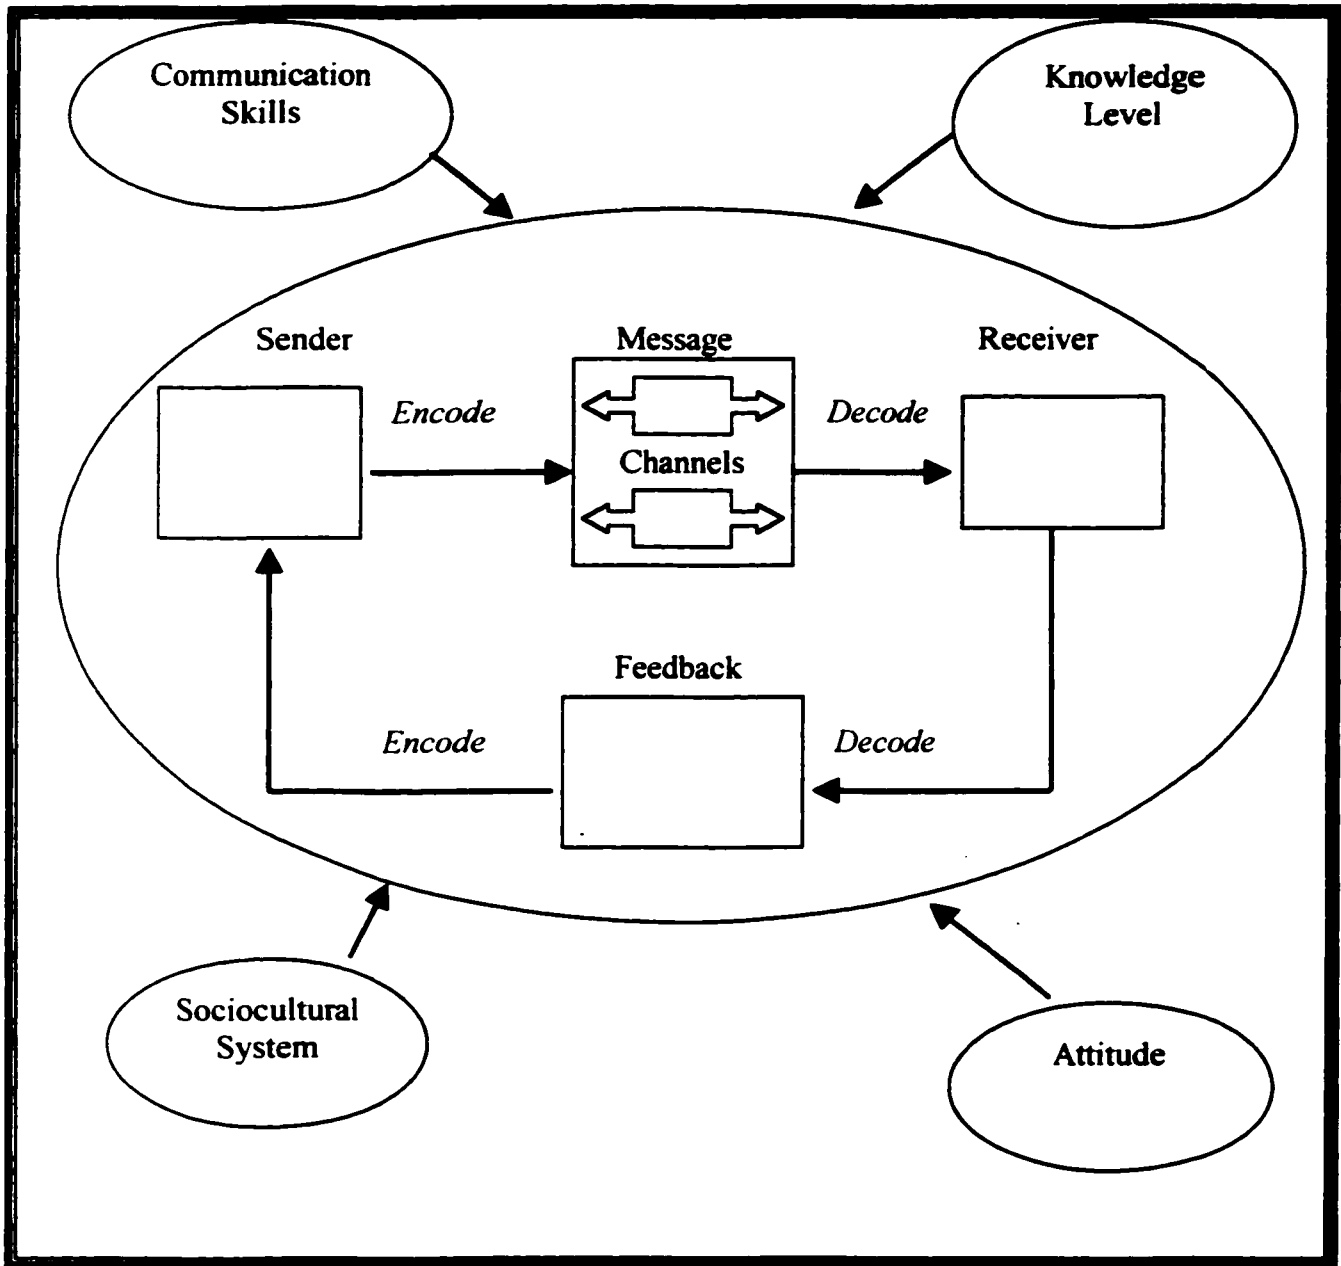 Communication
Skills
Knowledge
Level
Sender
Message
Receiver
Encode
Decode
Channels
Feedback
Encode
Decode
Sociocultural
System
Attitude